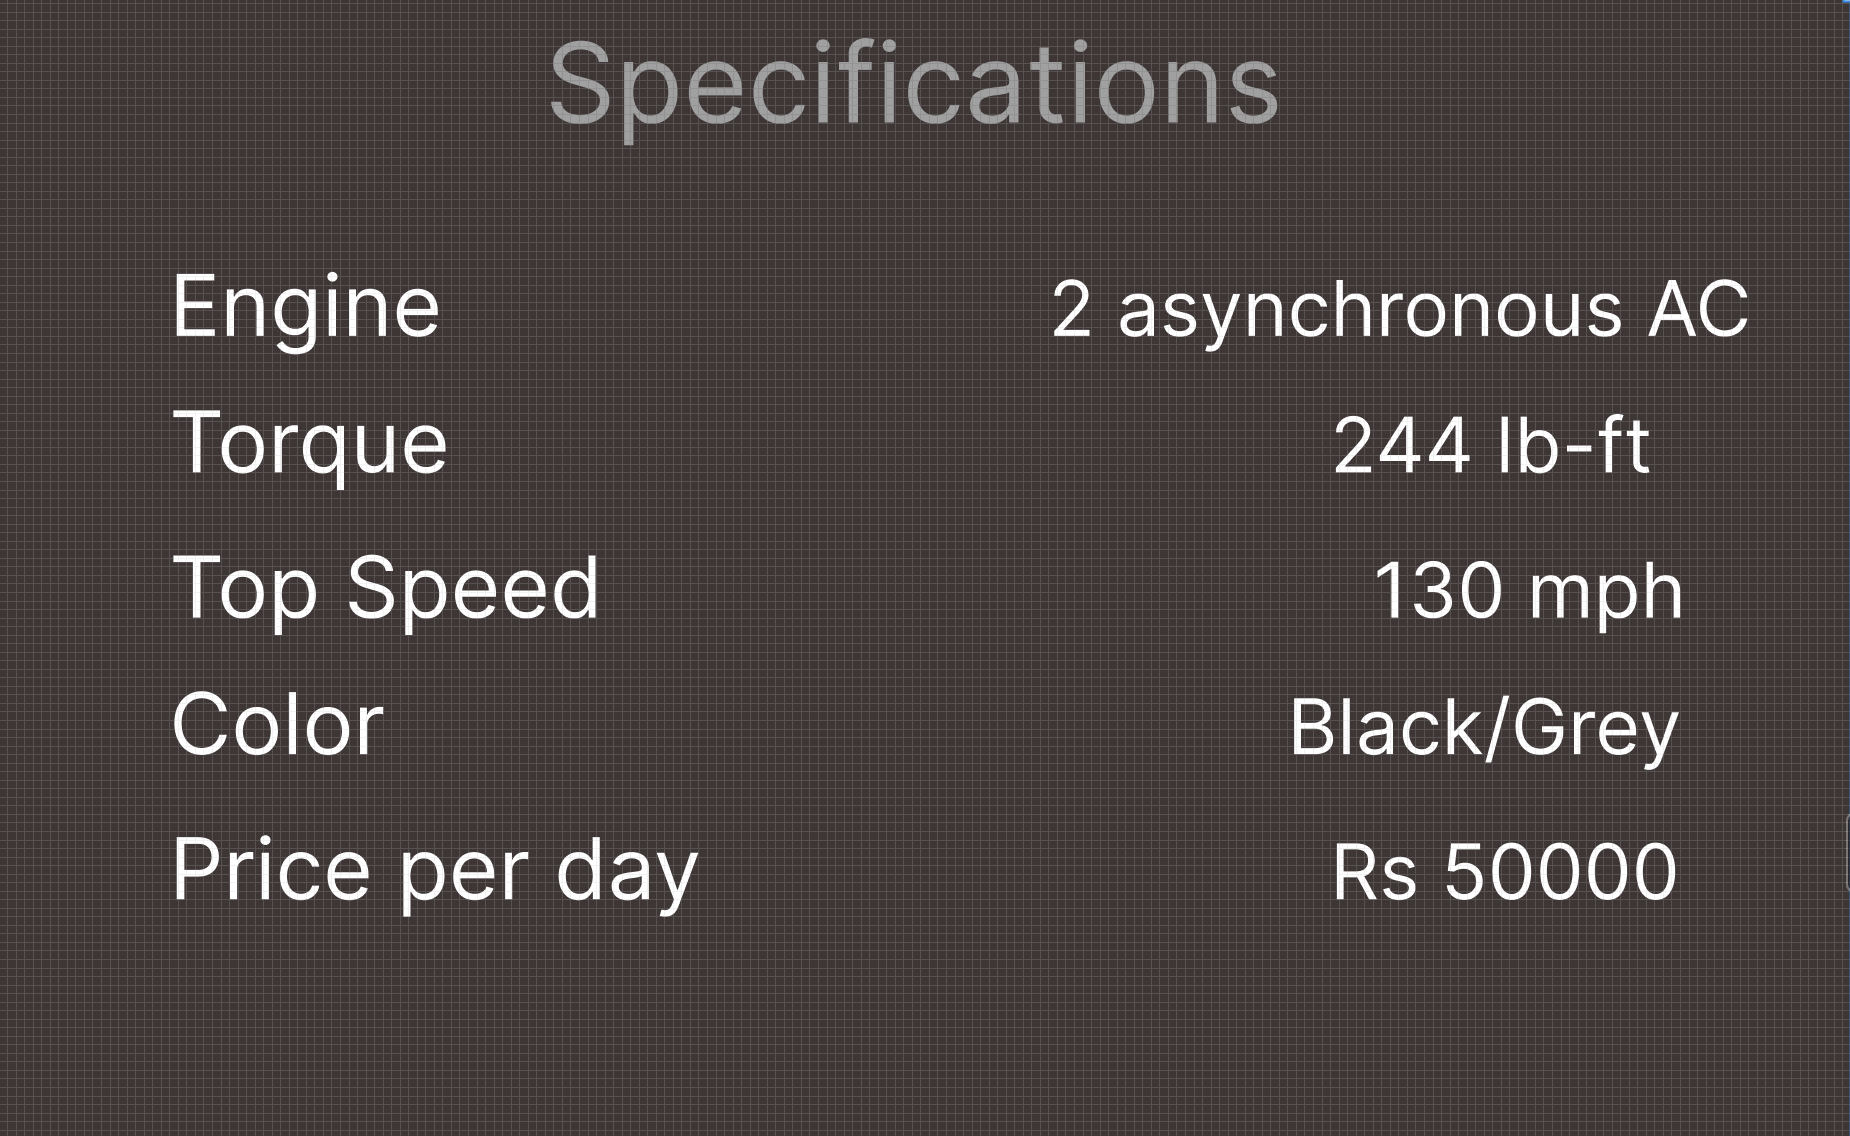 Specifications
Engine 2 asynchronous AC
Torque 244 lb-ft
Top Speed 130 mph
Color Black/Grey
Price per day Rs 50000